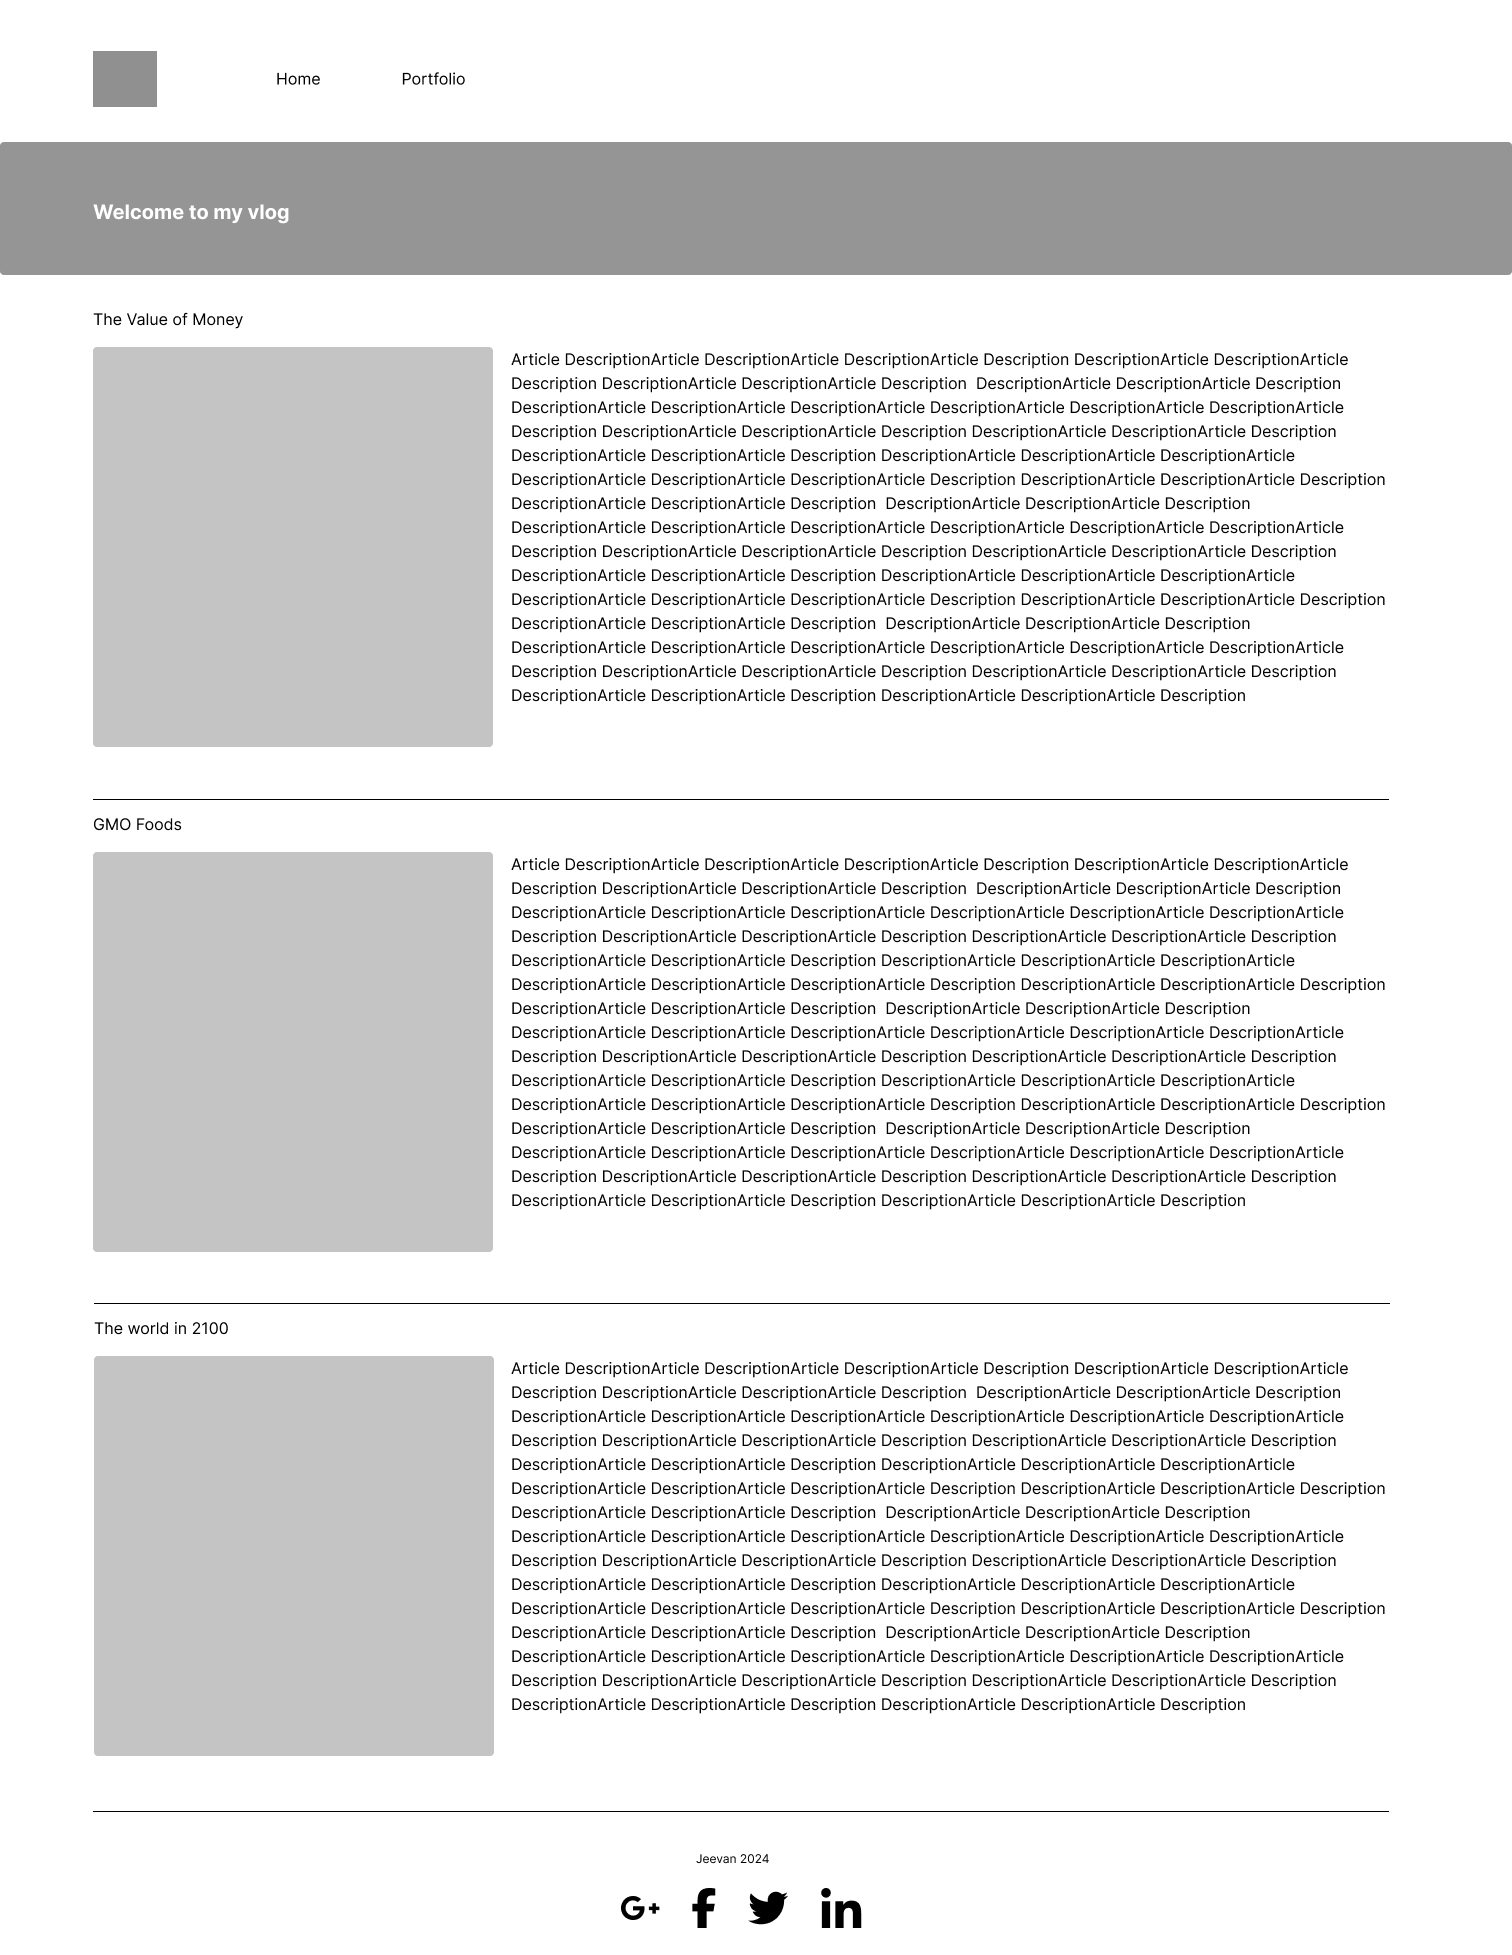 Home Portfolio
Welcome to my vlog
The Value of Money
Article DescriptionArticle DescriptionArticle DescriptionArticle Description DescriptionArticle DescriptionArticle
Description DescriptionArticle DescriptionArticle Description  DescriptionArticle DescriptionArticle Description
DescriptionArticle DescriptionArticle DescriptionArticle DescriptionArticle DescriptionArticle DescriptionArticle
Description DescriptionArticle DescriptionArticle Description DescriptionArticle DescriptionArticle Description
DescriptionArticle DescriptionArticle Description DescriptionArticle DescriptionArticle DescriptionArticle
DescriptionArticle DescriptionArticle DescriptionArticle Description DescriptionArticle DescriptionArticle Description
DescriptionArticle DescriptionArticle Description  DescriptionArticle DescriptionArticle Description
DescriptionArticle DescriptionArticle DescriptionArticle DescriptionArticle DescriptionArticle DescriptionArticle
Description DescriptionArticle DescriptionArticle Description DescriptionArticle DescriptionArticle Description
DescriptionArticle DescriptionArticle Description DescriptionArticle DescriptionArticle DescriptionArticle
DescriptionArticle DescriptionArticle DescriptionArticle Description DescriptionArticle DescriptionArticle Description
DescriptionArticle DescriptionArticle Description  DescriptionArticle DescriptionArticle Description
DescriptionArticle DescriptionArticle DescriptionArticle DescriptionArticle DescriptionArticle DescriptionArticle
Description DescriptionArticle DescriptionArticle Description DescriptionArticle DescriptionArticle Description
DescriptionArticle DescriptionArticle Description DescriptionArticle DescriptionArticle Description
GMO Foods
Article DescriptionArticle DescriptionArticle DescriptionArticle Description DescriptionArticle DescriptionArticle
Description DescriptionArticle DescriptionArticle Description  DescriptionArticle DescriptionArticle Description
DescriptionArticle DescriptionArticle DescriptionArticle DescriptionArticle DescriptionArticle DescriptionArticle
Description DescriptionArticle DescriptionArticle Description DescriptionArticle DescriptionArticle Description
DescriptionArticle DescriptionArticle Description DescriptionArticle DescriptionArticle DescriptionArticle
DescriptionArticle DescriptionArticle DescriptionArticle Description DescriptionArticle DescriptionArticle Description
DescriptionArticle DescriptionArticle Description  DescriptionArticle DescriptionArticle Description
DescriptionArticle DescriptionArticle DescriptionArticle DescriptionArticle DescriptionArticle DescriptionArticle
Description DescriptionArticle DescriptionArticle Description DescriptionArticle DescriptionArticle Description
DescriptionArticle DescriptionArticle Description DescriptionArticle DescriptionArticle DescriptionArticle
DescriptionArticle DescriptionArticle DescriptionArticle Description DescriptionArticle DescriptionArticle Description
DescriptionArticle DescriptionArticle Description  DescriptionArticle DescriptionArticle Description
DescriptionArticle DescriptionArticle DescriptionArticle DescriptionArticle DescriptionArticle DescriptionArticle
Description DescriptionArticle DescriptionArticle Description DescriptionArticle DescriptionArticle Description
DescriptionArticle DescriptionArticle Description DescriptionArticle DescriptionArticle Description
The world in 2100
Article DescriptionArticle DescriptionArticle DescriptionArticle Description DescriptionArticle DescriptionArticle
Description DescriptionArticle DescriptionArticle Description  DescriptionArticle DescriptionArticle Description
DescriptionArticle DescriptionArticle DescriptionArticle DescriptionArticle DescriptionArticle DescriptionArticle
Description DescriptionArticle DescriptionArticle Description DescriptionArticle DescriptionArticle Description
DescriptionArticle DescriptionArticle Description DescriptionArticle DescriptionArticle DescriptionArticle
DescriptionArticle DescriptionArticle DescriptionArticle Description DescriptionArticle DescriptionArticle Description
DescriptionArticle DescriptionArticle Description  DescriptionArticle DescriptionArticle Description
DescriptionArticle DescriptionArticle DescriptionArticle DescriptionArticle DescriptionArticle DescriptionArticle
Description DescriptionArticle DescriptionArticle Description DescriptionArticle DescriptionArticle Description
DescriptionArticle DescriptionArticle Description DescriptionArticle DescriptionArticle DescriptionArticle
DescriptionArticle DescriptionArticle DescriptionArticle Description DescriptionArticle DescriptionArticle Description
DescriptionArticle DescriptionArticle Description  DescriptionArticle DescriptionArticle Description
DescriptionArticle DescriptionArticle DescriptionArticle DescriptionArticle DescriptionArticle DescriptionArticle
Description DescriptionArticle DescriptionArticle Description DescriptionArticle DescriptionArticle Description
DescriptionArticle DescriptionArticle Description DescriptionArticle DescriptionArticle Description
Jeevan 2024
G+ f in